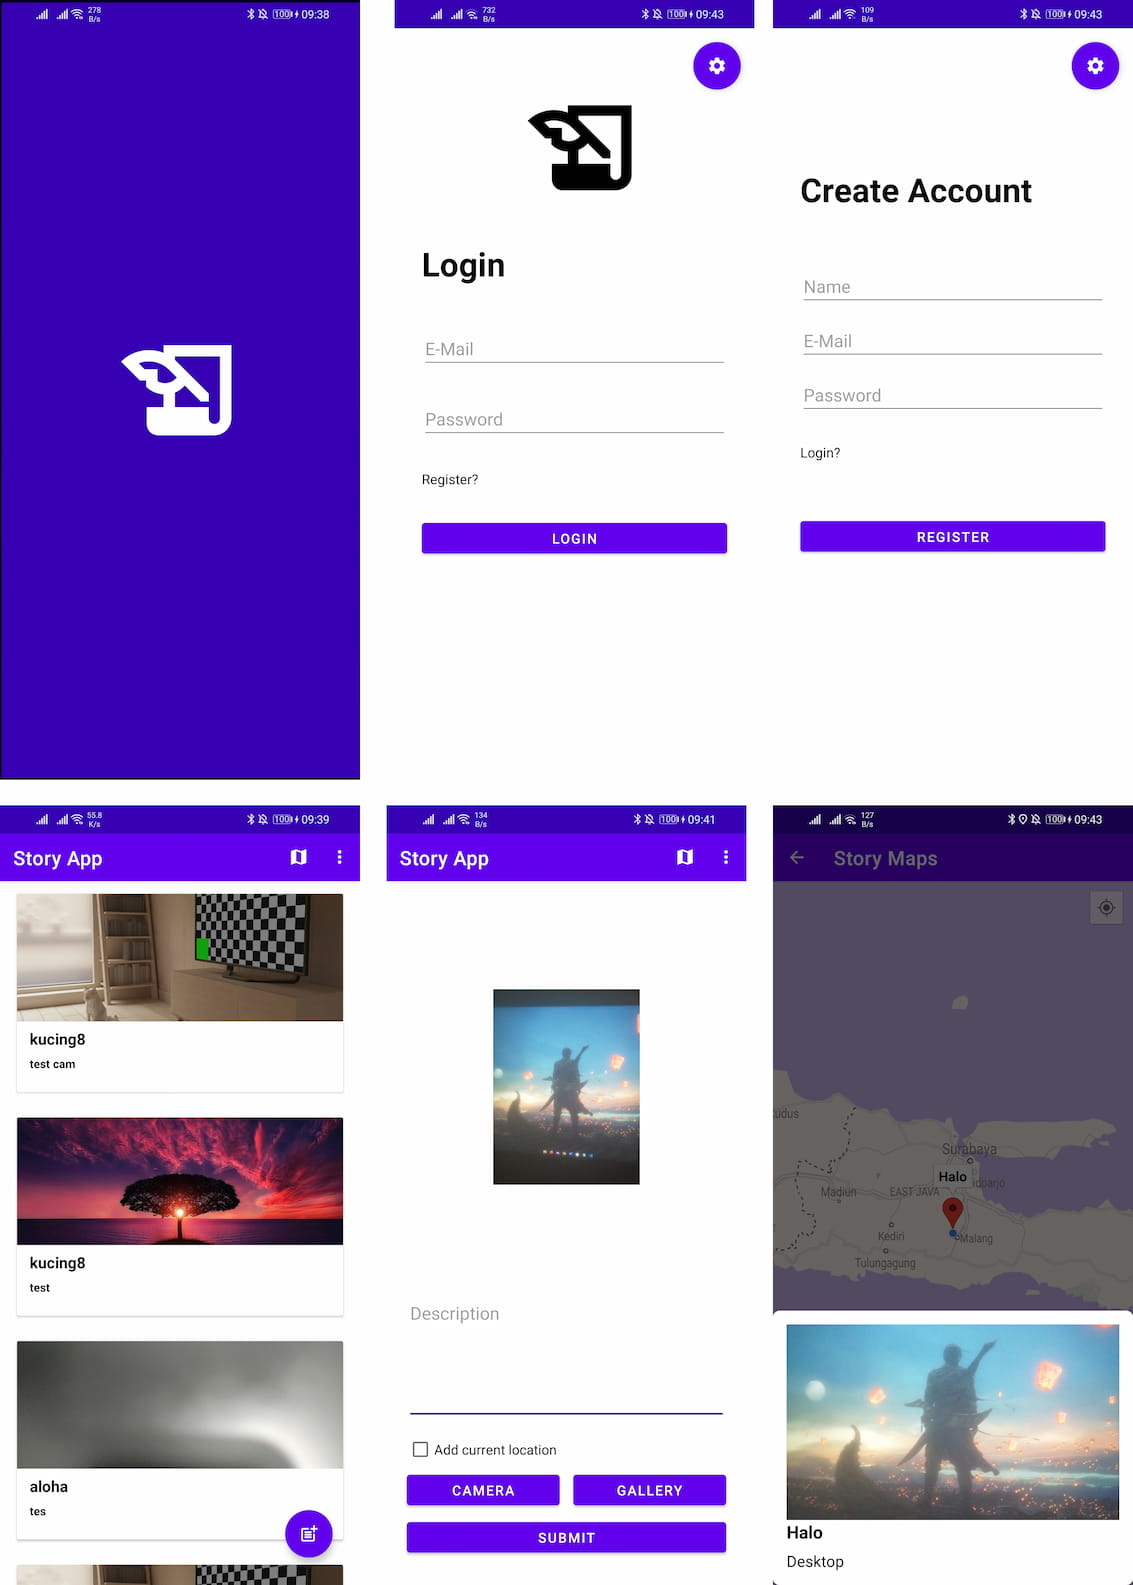 278
B/s
100
09:38
732
B/s
100
09:43
Login
E-Mail
Password
Register?
LOGIN
109
B/s
100
09:43
Create Account
Name
E-Mail
Password
Login?
REGISTER
55.8
K/s
100
09:39
Story App
kucing8
test cam
kucing8
test
aloha
tes
134
B/s
100
09:41
Story App
Description
Add current location
CAMERA
GALLERY
SUBMIT
127
B/s
100
09:43
Story Maps
udus
Surabaya
Halo
idoarjo
Madiun
EAST JAVA
Kediri
Malang
Tulungagung
Halo
Desktop